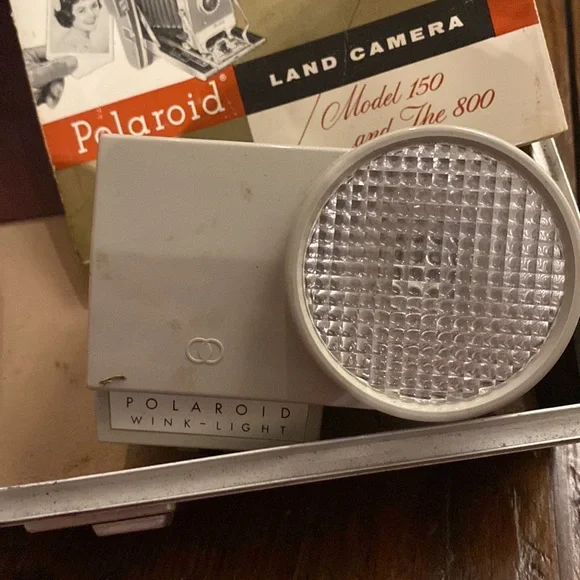 LAND CAMERA
Polaroid®
Model 150
and The 800
POLAROID
WINK-LIGHT